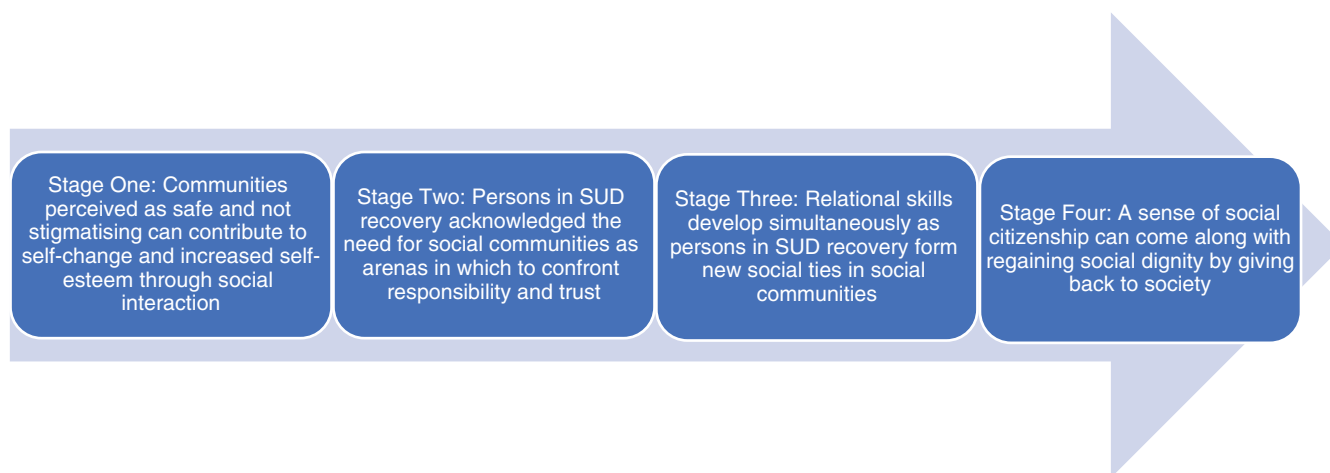 Stage One: Communities
perceived as safe and not
stigmatising can contribute to
self-change and increased self-
esteem through social
interaction
Stage Two: Persons in SUD
recovery acknowledged the
need for social communities as
arenas in which to confront
responsibility and trust
Stage Three: Relational skills
develop simultaneously as
persons in SUD recovery form
new social ties in social
communities
Stage Four: A sense of social
citizenship can come along with
regaining social dignity by giving
back to society